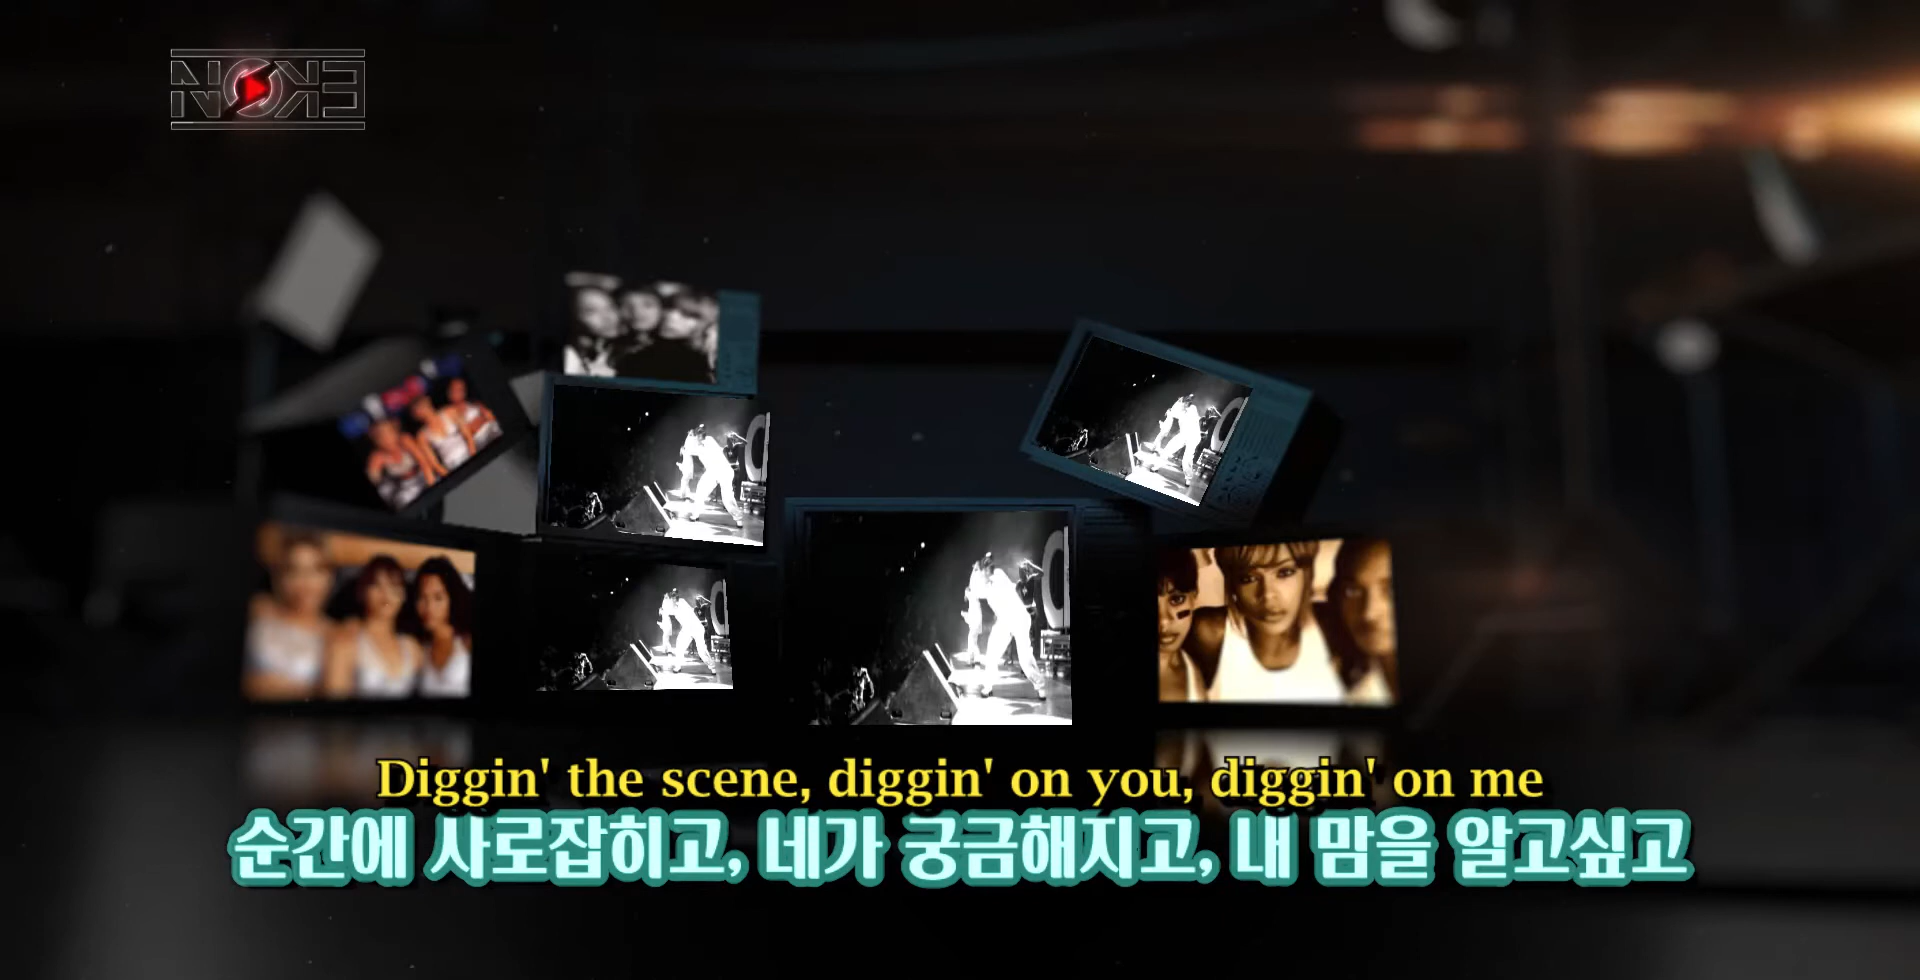 Diggin' the scene, diggin' on you, diggin' on me
순간에 사로잡히고, 네가 궁금해지고, 내 맘을 알고싶고